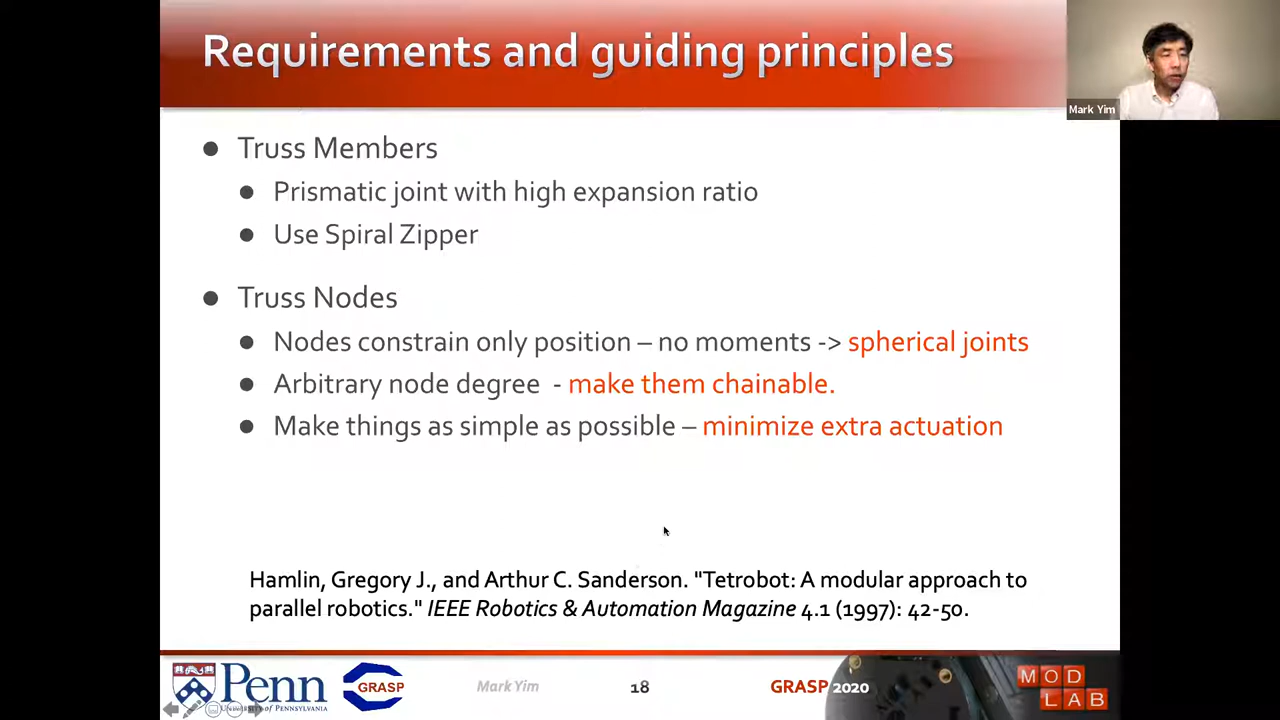 Requirements and guiding principles
Mark Yim
Truss Members
Prismatic joint with high expansion ratio
Use Spiral Zipper
Truss Nodes
Nodes constrain only position – no moments -> spherical joints
Arbitrary node degree - make them chainable.
Make things as simple as possible – minimize extra actuation
Hamlin, Gregory J., and Arthur C. Sanderson. "Tetrobot: A modular approach to
parallel robotics." IEEE Robotics & Automation Magazine 4.1 (1997): 42-50.
Penn
UNIVERSITY OF PENNSYLVANIA
GRASP
Mark Yim
18
GRASP 2020
MOD
LAB